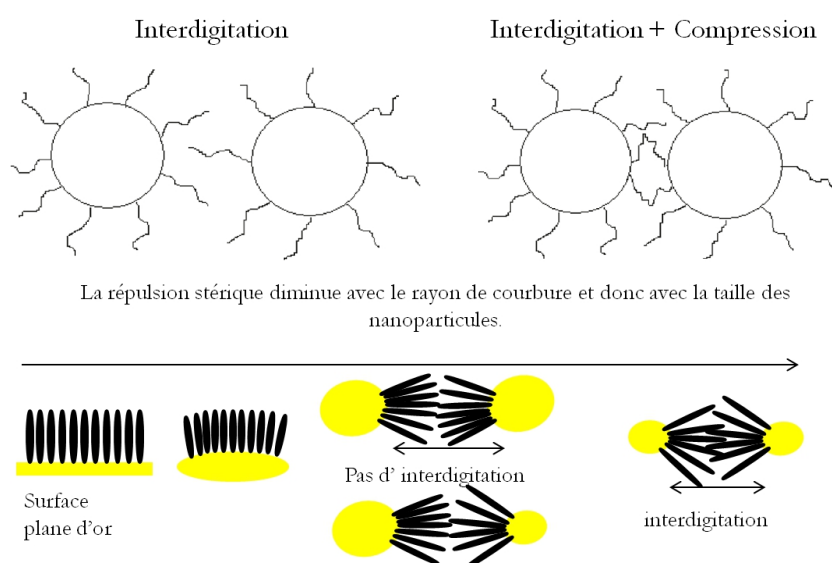 Interdigitation
Interdigitation + Compression
La répulsion stérique diminue avec le rayon de courbure et donc avec la taille des
nanoparticules.
Surface
plane d'or
Pas d' interdigitation
interdigitation